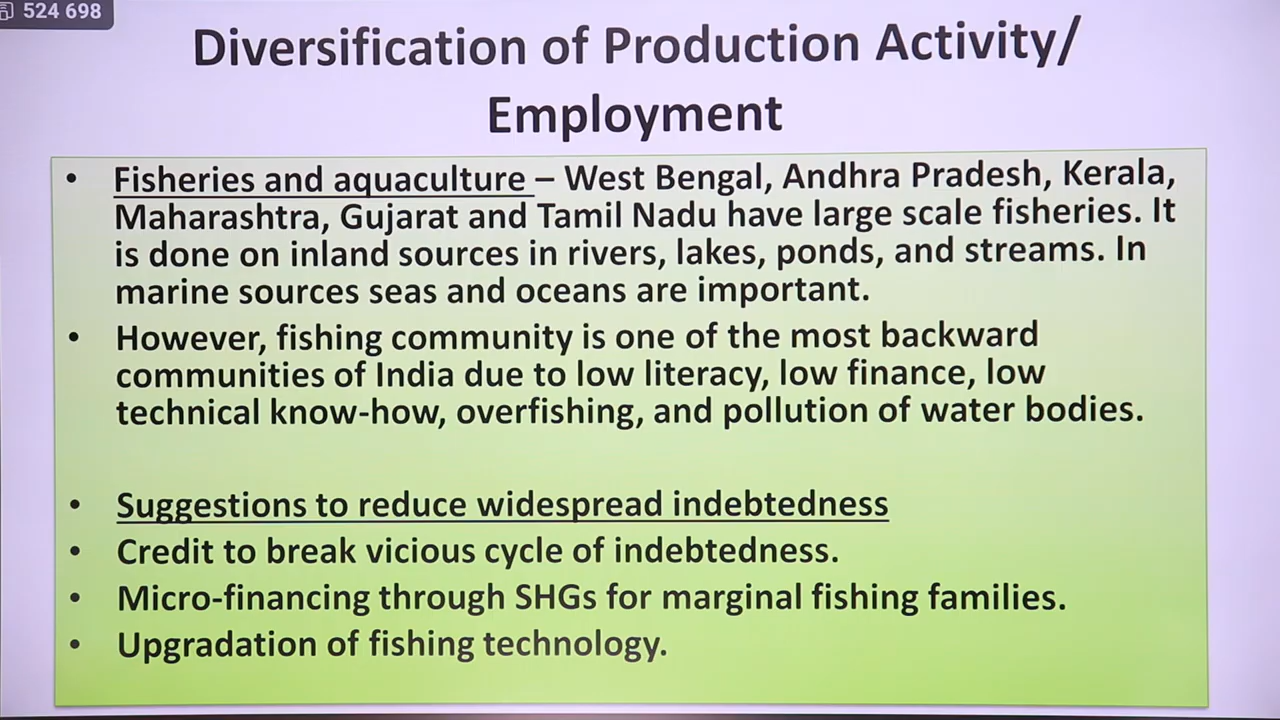 524 698
Diversification of Production Activity/
Employment
• Fisheries and aquaculture – West Bengal, Andhra Pradesh, Kerala,
Maharashtra, Gujarat and Tamil Nadu have large scale fisheries. It
is done on inland sources in rivers, lakes, ponds, and streams. In
marine sources seas and oceans are important.
• However, fishing community is one of the most backward
communities of India due to low literacy, low finance, low
technical know-how, overfishing, and pollution of water bodies.
• Suggestions to reduce widespread indebtedness
• Credit to break vicious cycle of indebtedness.
• Micro-financing through SHGs for marginal fishing families.
• Upgradation of fishing technology.